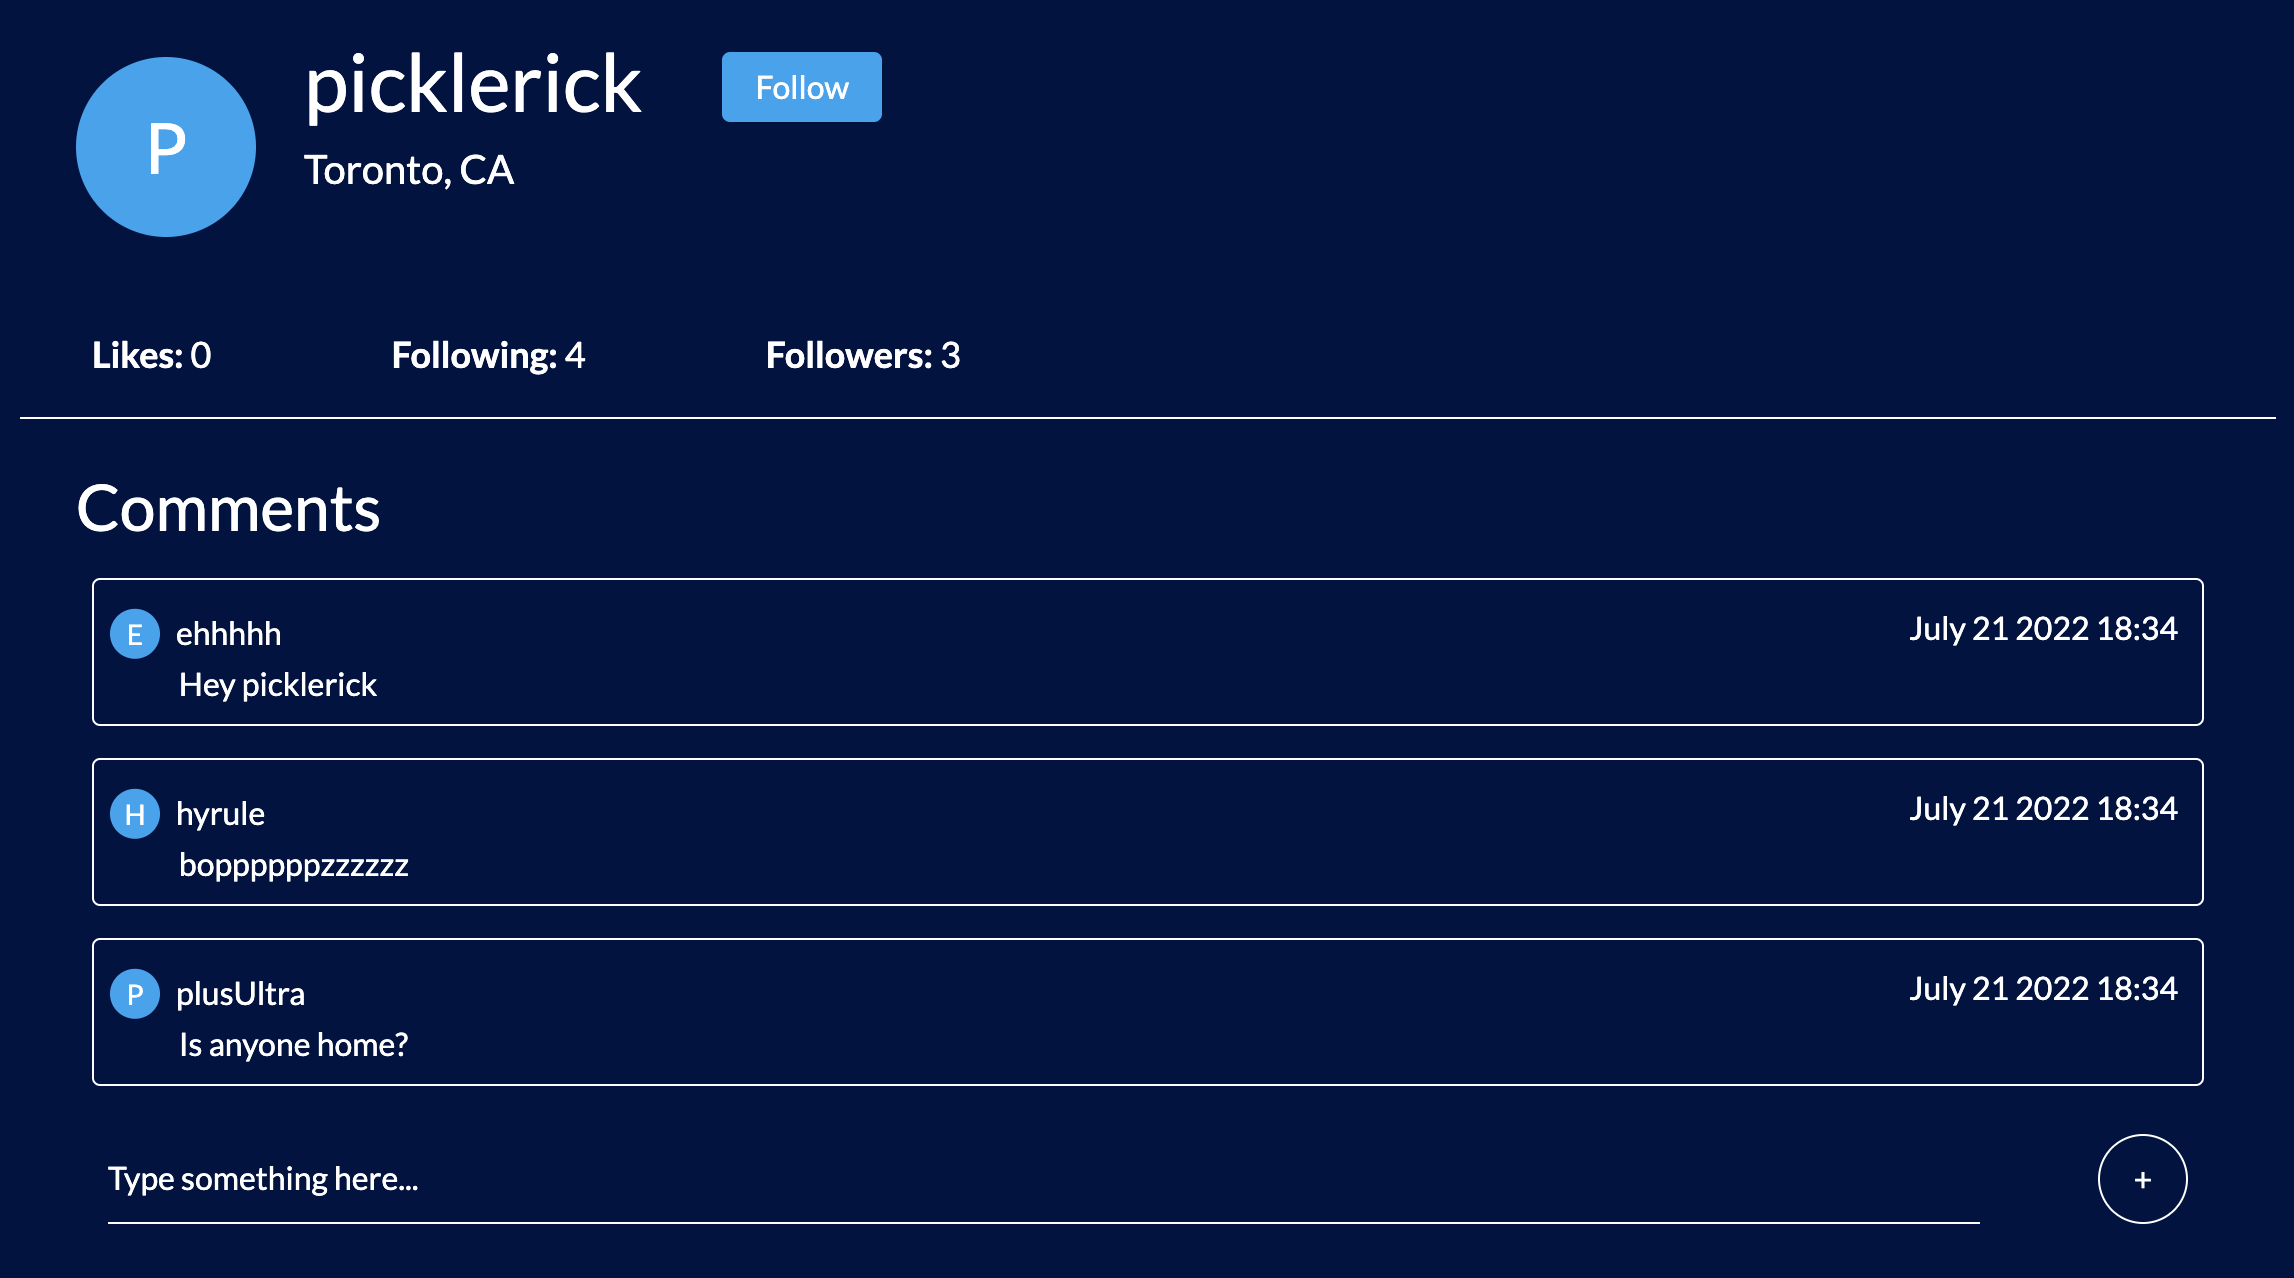 P
picklerick
Follow
Toronto, CA
Likes: 0
Following: 4
Followers: 3
Comments
E
ehhhhh
July 21 2022 18:34
Hey picklerick
H
hyrule
July 21 2022 18:34
boppppppzzzzzz
P
plusUltra
July 21 2022 18:34
Is anyone home?
Type something here...
+